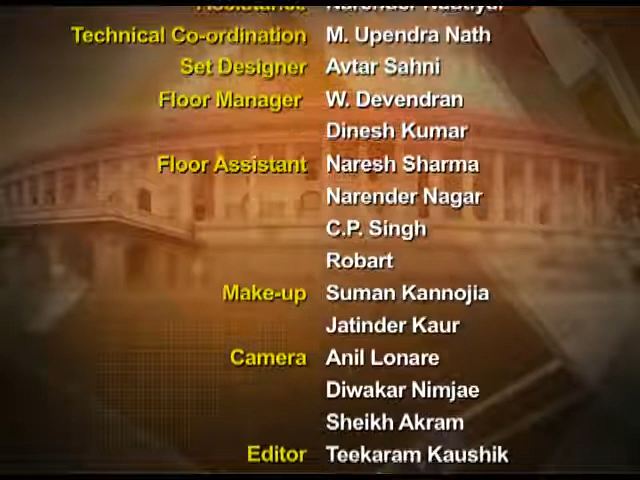 Technical Co-ordination M. Upendra Nath
Set Designer Avtar Sahni
Floor Manager W. Devendran
Dinesh Kumar
Floor Assistant Naresh Sharma
Narender Nagar
C.P. Singh
Robart
Make-up Suman Kannojia
Jatinder Kaur
Camera Anil Lonare
Diwakar Nimjae
Sheikh Akram
Editor Teekaram Kaushik